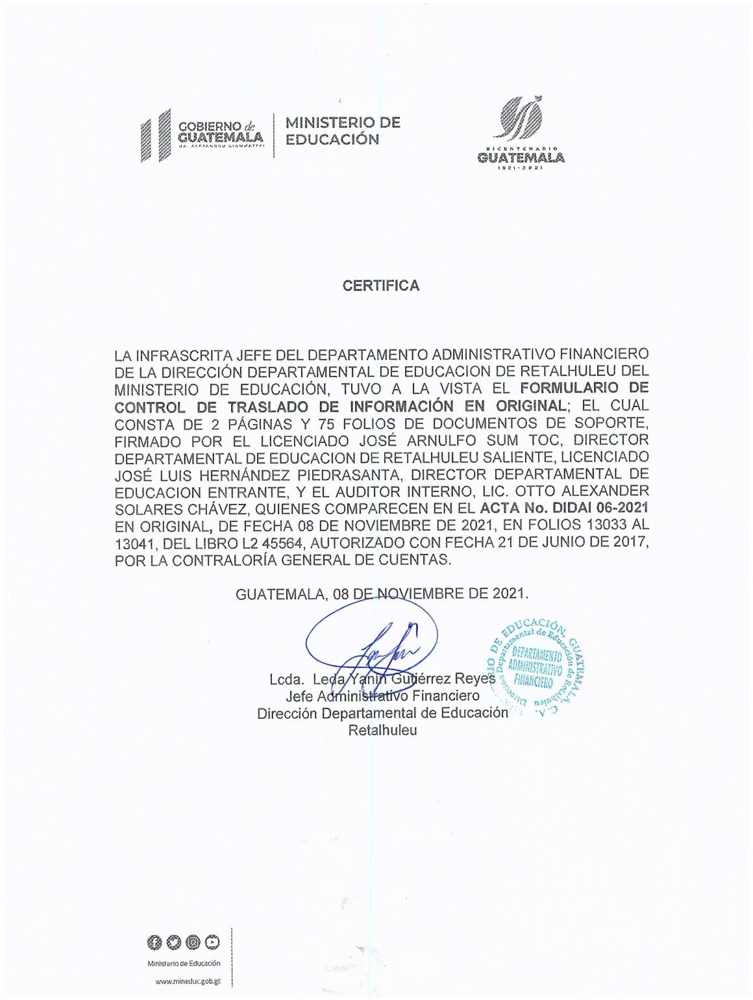 GOBIERNO de
GUATEMALA
DR. ALEJANDRO GIAMMATTEI
MINISTERIO DE
EDUCACIÓN
BICENTENARIO
GUATEMALA
1821-2021
CERTIFICA
LA INFRASCRITA JEFE DEL DEPARTAMENTO ADMINISTRATIVO FINANCIERO
DE LA DIRECCIÓN DEPARTAMENTAL DE EDUCACION DE RETALHULEU DEL
MINISTERIO DE EDUCACIÓN, TUVO A LA VISTA EL FORMULARIO DE
CONTROL DE TRASLADO DE INFORMACIÓN EN ORIGINAL; EL CUAL
CONSTA DE 2 PÁGINAS Y 75 FOLIOS DE DOCUMENTOS DE SOPORTE,
FIRMADO POR EL LICENCIADO JOSÉ ARNULFO SUM TOC, DIRECTOR
DEPARTAMENTAL DE EDUCACION DE RETALHULEU SALIENTE, LICENCIADO
JOSÉ LUIS HERNÁNDEZ PIEDRASANTA, DIRECTOR DEPARTAMENTAL DE
EDUCACION ENTRANTE, Y EL AUDITOR INTERNO, LIC. OTTO ALEXANDER
SOLARES CHÁVEZ, QUIENES COMPARECEN EN EL ACTA No. DIDAI 06-2021
EN ORIGINAL, DE FECHA 08 DE NOVIEMBRE DE 2021, EN FOLIOS 13033 AL
13041, DEL LIBRO L2 45564, AUTORIZADO CON FECHA 21 DE JUNIO DE 2017,
POR LA CONTRALORÍA GENERAL DE CUENTAS.
GUATEMALA, 08 DE NOVIEMBRE DE 2021.
Lcda. Leda Yanin Gutiérrez Reyes
Jefe Administrativo Financiero
Dirección Departamental de Educación
Retalhuleu
DE EDUCACIÓN, GUATEMALA, C.A.
Dirección Departamental de Educación de Retalhuleu
DEPARTAMENTO
ADMINISTRATIVO
FINANCIERO
Ministerio de Educación
www.mineduc.gob.gt